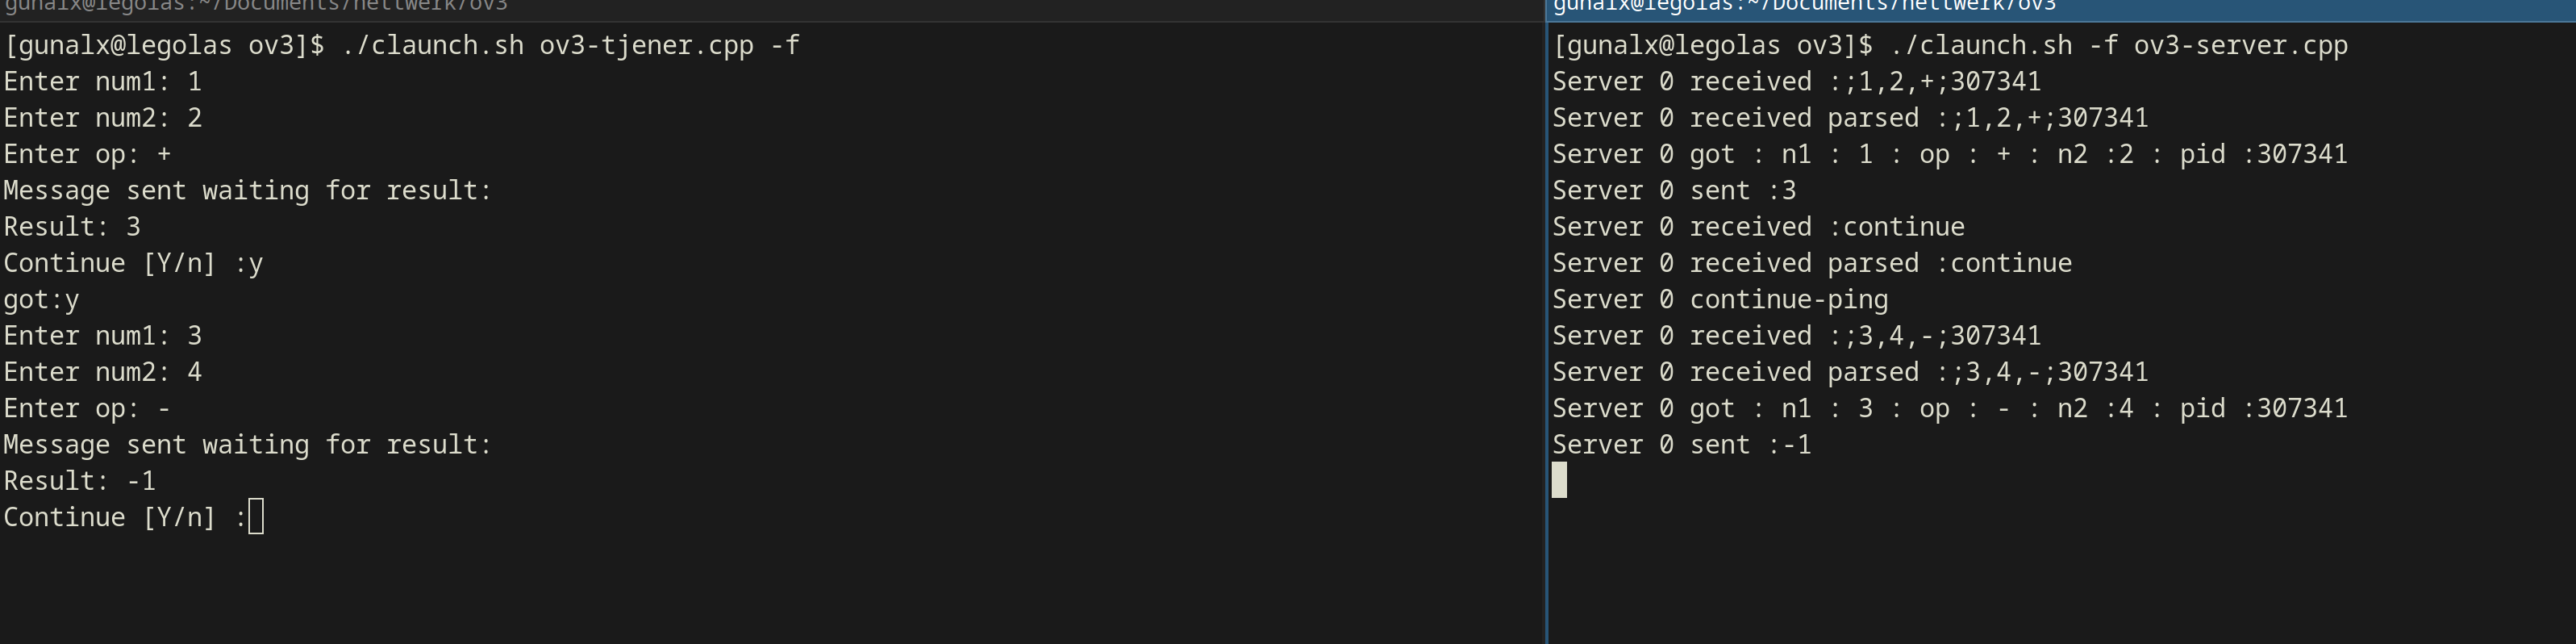 gunalx@legolas:~/Documents/nettwerk/ov3
[gunalx@legolas ov3]$ ./claunch.sh ov3-tjener.cpp -f
Enter num1: 1
Enter num2: 2
Enter op: +
Message sent waiting for result:
Result: 3
Continue [Y/n] :y
got:y
Enter num1: 3
Enter num2: 4
Enter op: -
Message sent waiting for result:
Result: -1
Continue [Y/n] :
gunalx@legolas:~/Documents/nettwerk/ov3
[gunalx@legolas ov3]$ ./claunch.sh -f ov3-server.cpp
Server 0 received :;1,2,+;307341
Server 0 received parsed :;1,2,+;307341
Server 0 got : n1 : 1 : op : + : n2 :2 : pid :307341
Server 0 sent :3
Server 0 received :continue
Server 0 received parsed :continue
Server 0 continue-ping
Server 0 received :;3,4,-;307341
Server 0 received parsed :;3,4,-;307341
Server 0 got : n1 : 3 : op : - : n2 :4 : pid :307341
Server 0 sent :-1